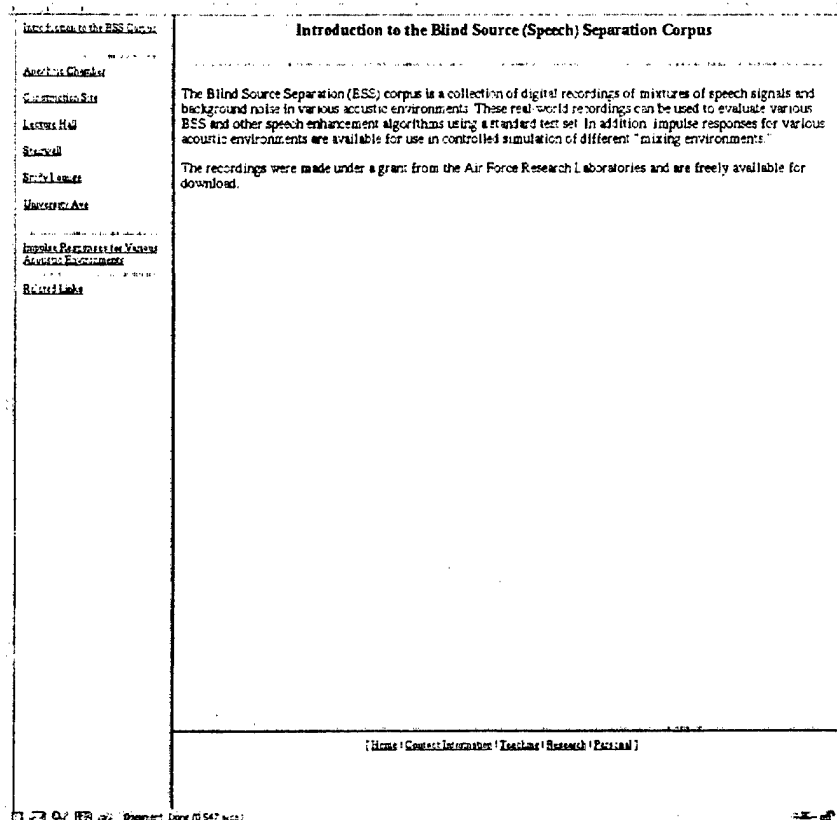 Introduction to the BSS Corpus
Anechoic Chamber
Construction Site
Lecture Hall
Stairwell
Study Lounge
University Ave
Impulse Responses for Various
Acoustic Environments
Related Links
Introduction to the Blind Source (Speech) Separation Corpus
The Blind Source Separation (BSS) corpus is a collection of digital recordings of mixtures of speech signals and
background noise in various acoustic environments. These real-world recordings can be used to evaluate various
BSS and other speech enhancement algorithms using a standard test set. In addition, impulse responses for various
acoustic environments are available for use in controlled simulation of different "mixing environments."
The recordings were made under a grant from the Air Force Research Laboratories and are freely available for
download.
[ Home | Contact Information | Teaching | Research | Personal ]
Document: Done (0.547 secs)